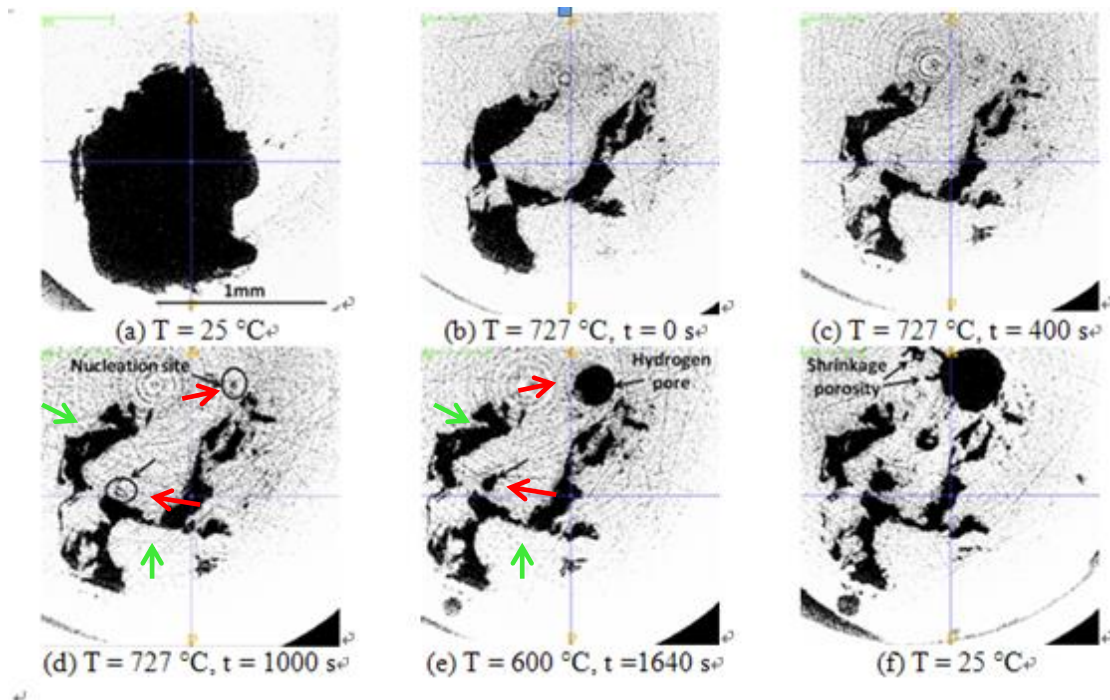 1mm
(a) T = 25 °C
(b) T = 727 °C, t = 0 s
(c) T = 727 °C, t = 400 s
Nucleation site
Hydrogen
pore
Shrinkage
porosity
(d) T = 727 °C, t = 1000 s
(e) T = 600 °C, t =1640 s
(f) T = 25 °C